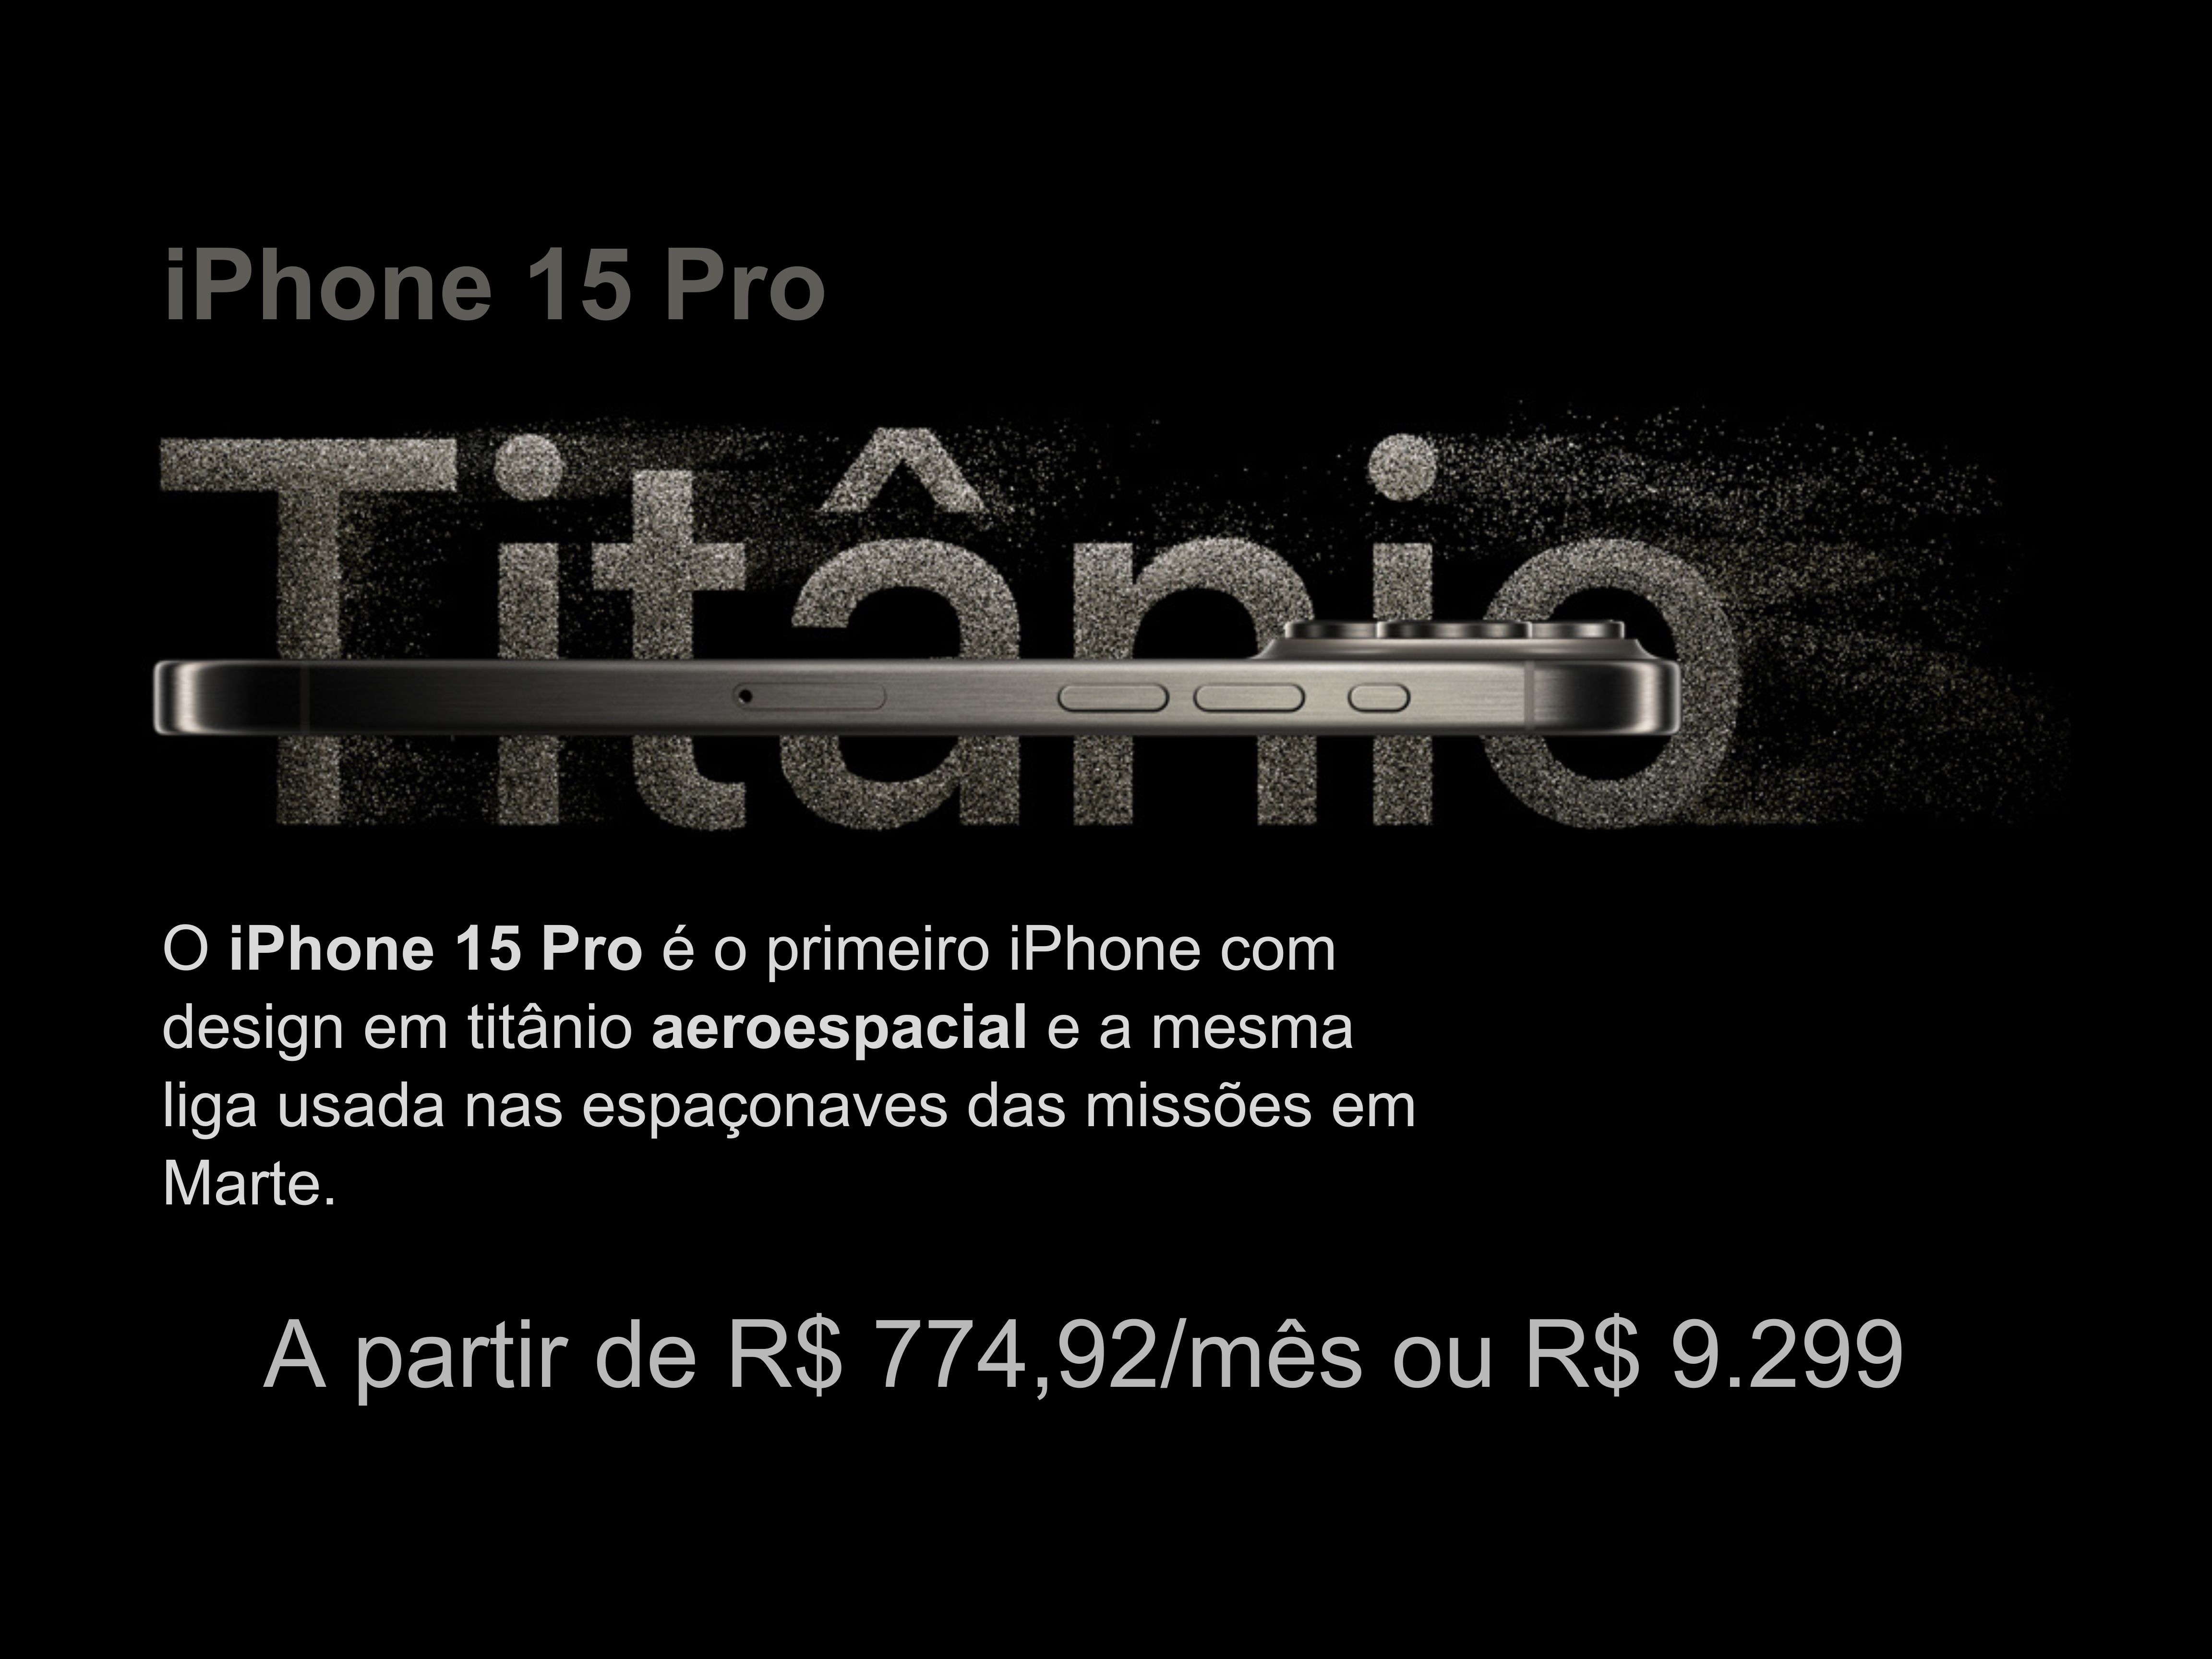 iPhone 15 Pro
Titânio
O iPhone 15 Pro é o primeiro iPhone com
design em titânio aeroespacial e a mesma
liga usada nas espaçonaves das missões em
Marte.
A partir de R$ 774,92/mês ou R$ 9.299